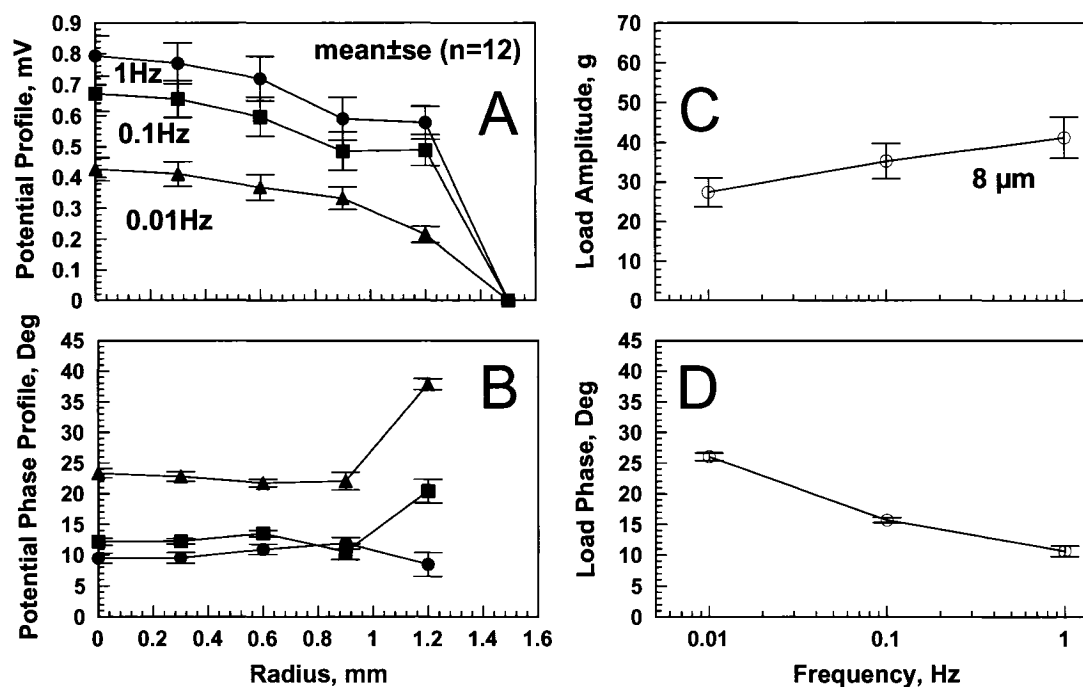 Potential Profile, mV
0.9
0.8
0.7
0.6
0.5
0.4
0.3
0.2
0.1
0
mean±se (n=12)
1Hz
0.1Hz
0.01Hz
A
Load Amplitude, g
70
60
50
40
30
20
10
0
C
8 µm
Potential Phase Profile, Deg
45
40
35
30
25
20
15
10
5
0
B
0 0.2 0.4 0.6 0.8 1 1.2 1.4 1.6
Radius, mm
Load Phase, Deg
45
40
35
30
25
20
15
10
5
0
D
0.01 0.1 1
Frequency, Hz